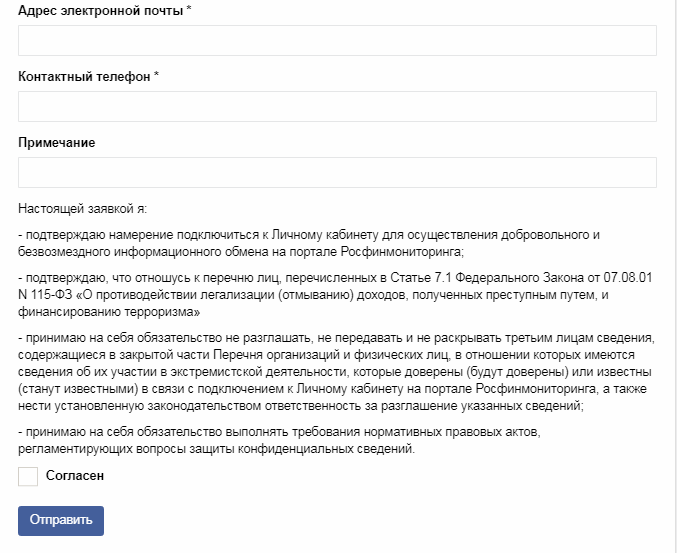 Адрес электронной почты *
Контактный телефон *
Примечание
Настоящей заявкой я:
- подтверждаю намерение подключиться к Личному кабинету для осуществления добровольного и
безвозмездного информационного обмена на портале Росфинмониторинга;
- подтверждаю, что отношусь к перечню лиц, перечисленных в Статье 7.1 Федерального Закона от 07.08.01
N 115-ФЗ «О противодействии легализации (отмыванию) доходов, полученных преступным путем, и
финансированию терроризма»
- принимаю на себя обязательство не разглашать, не передавать и не раскрывать третьим лицам сведения,
содержащиеся в закрытой части Перечня организаций и физических лиц, в отношении которых имеются
сведения об их участии в экстремистской деятельности, которые доверены (будут доверены) или известны
(станут известными) в связи с подключением к Личному кабинету на портале Росфинмониторинга, а также
нести установленную законодательством ответственность за разглашение указанных сведений;
- принимаю на себя обязательство выполнять требования нормативных правовых актов,
регламентирующих вопросы защиты конфиденциальных сведений.
Согласен
Отправить